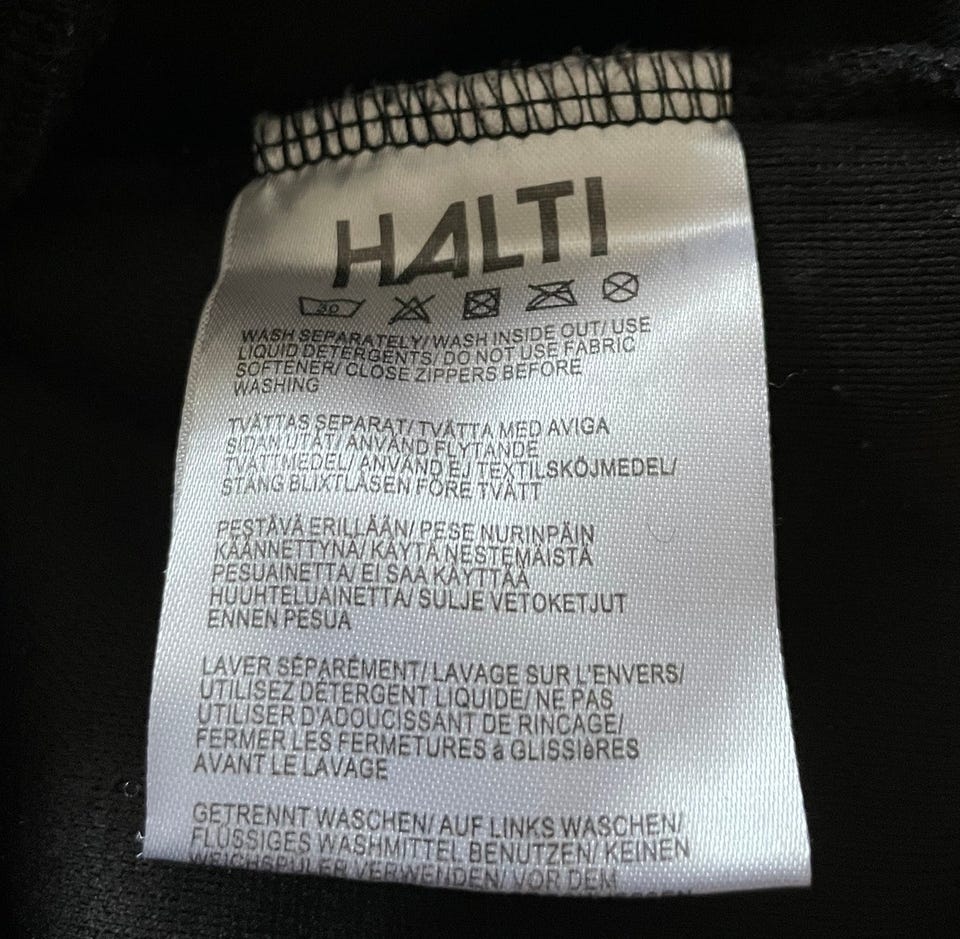 HALTI
30
WASH SEPARATELY/ WASH INSIDE OUT/ USE
LIQUID DETERGENTS/ DO NOT USE FABRIC
SOFTENER/ CLOSE ZIPPERS BEFORE
WASHING
TVÄTTAS SEPARAT/ TVÄTTA MED AVIGA
SIDAN UTÅT/ ANVÄND FLYTANDE
TVÄTTMEDEL/ ANVÄND EJ TEXTILSKÖJMEDEL/
STÄNG BLIXTLÅSEN FÖRE TVÄTT
PESTÄVÄ ERILLÄÄN/ PESE NURINPÄIN
KÄÄNNETTYNÄ/ KÄYTÄ NESTEMÄISTÄ
PESUAINETTA/ EI SAA KÄYTTÄÄ
HUUHTELUAINETTA/ SULJE VETOKETJUT
ENNEN PESUA
LAVER SÉPARÉMENT/ LAVAGE SUR L'ENVERS/
UTILISEZ DÉTERGENT LIQUIDE/ NE PAS
UTILISER D'ADOUCISSANT DE RINCAGE/
FERMER LES FERMETURES à GLISSIèRES
AVANT LE LAVAGE
GETRENNT WASCHEN/ AUF LINKS WASCHEN/
FLÜSSIGES WASHMITTEL BENUTZEN/ KEINEN
WEICHSPÜLER VERWENDEN/ VOR DEM